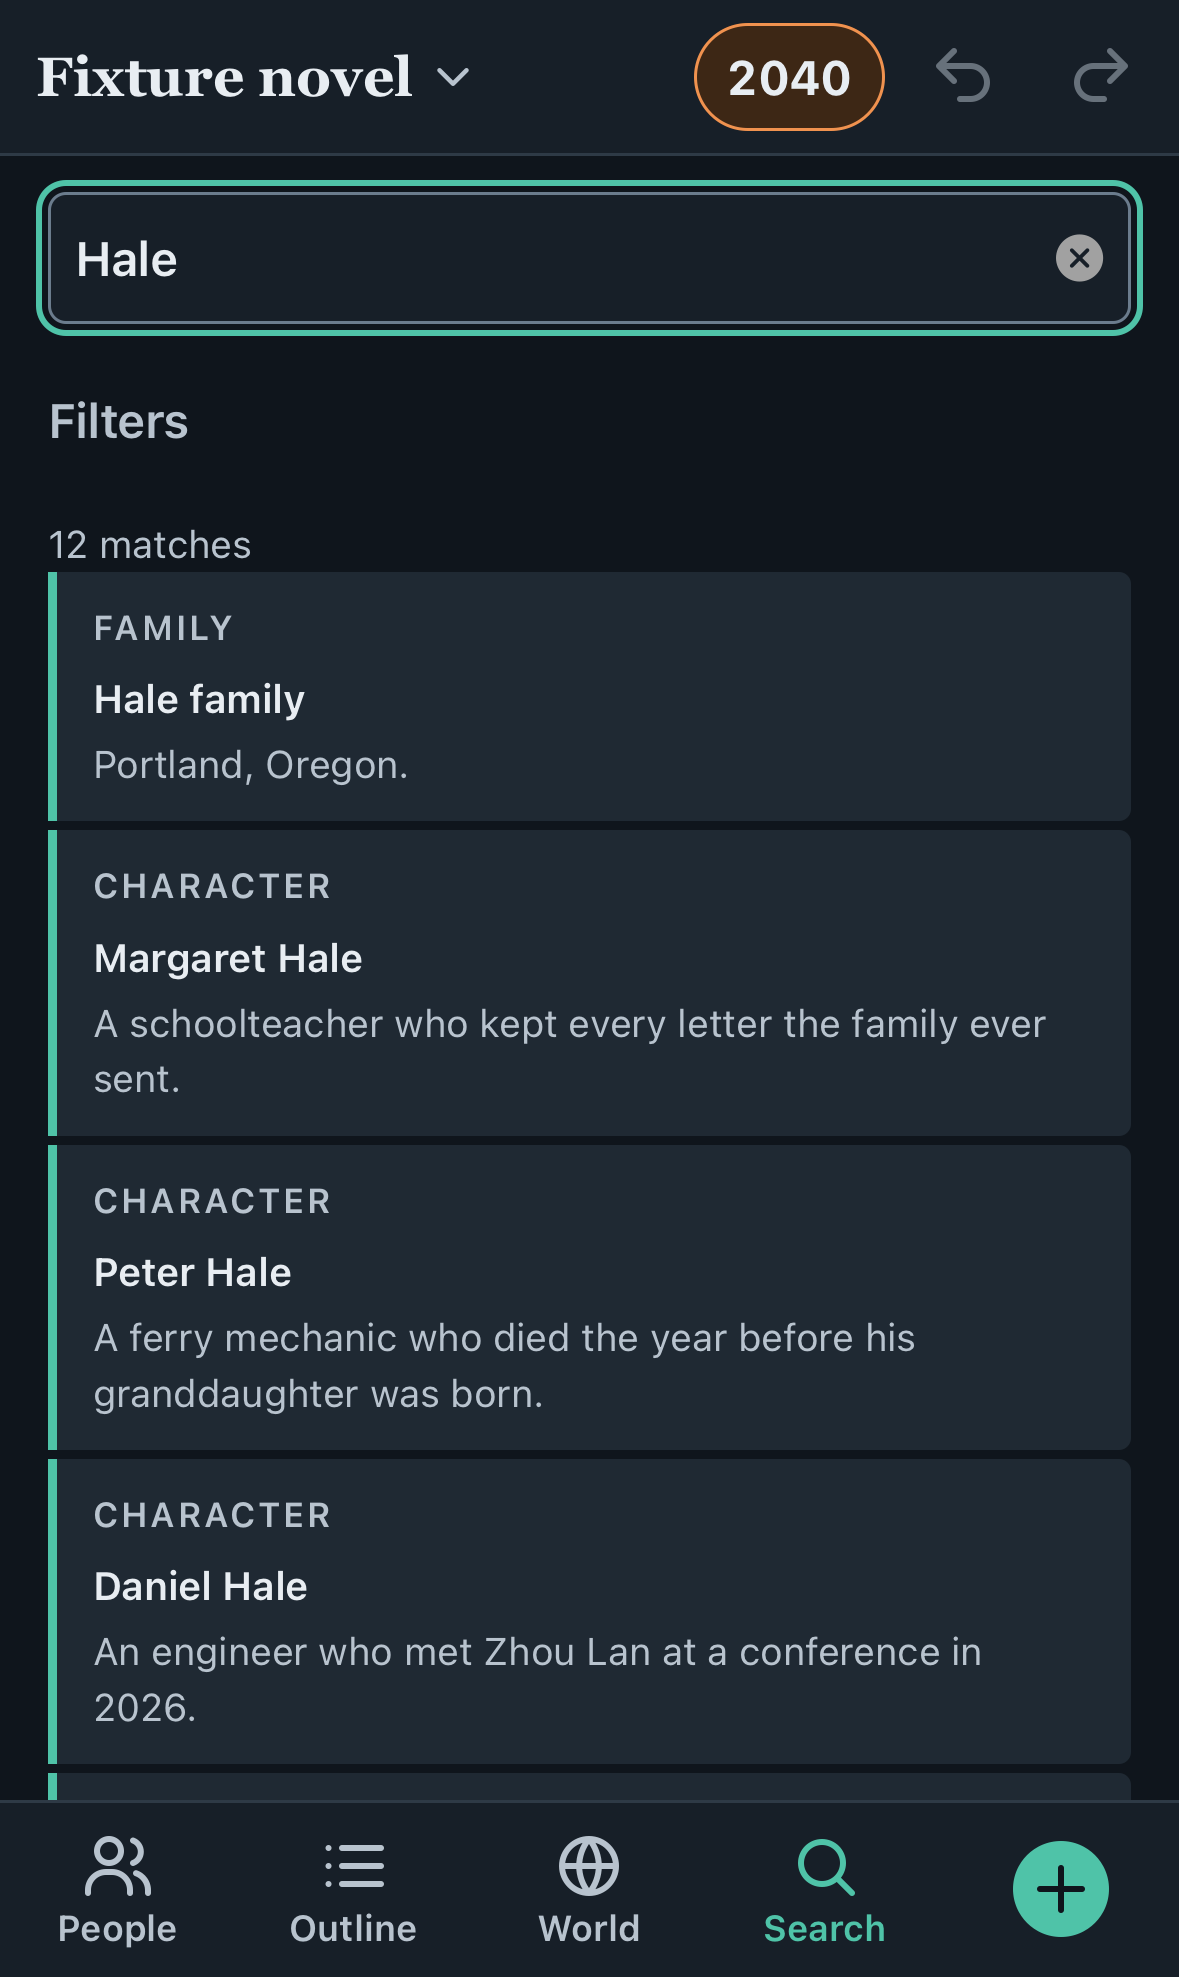 Fixture novel
2040
Hale
Filters
12 matches
FAMILY
Hale family
Portland, Oregon.
CHARACTER
Margaret Hale
A schoolteacher who kept every letter the family ever
sent.
CHARACTER
Peter Hale
A ferry mechanic who died the year before his
granddaughter was born.
CHARACTER
Daniel Hale
An engineer who met Zhou Lan at a conference in
2026.
People
Outline
World
Search